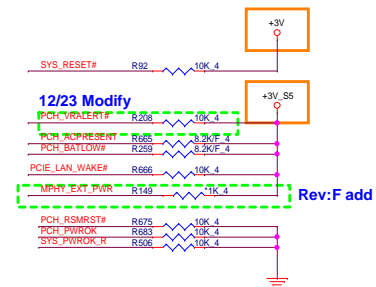 +3V
SYS_RESET# R92 10K_4
12/23 Modify
+3V_S5
PCH_VRALERT# R208 10K_4
PCH_ACPRESENT R665 8.2K/F_4
PCH_BATLOW# R259 8.2K/F_4
PCIE_LAN_WAKE# R666 10K_4
MPHY_EXT_PWR R149 *1K_4
Rev:F add
PCH_RSMRST# R675 10K_4
PCH_PWROK R683 10K_4
SYS_PWROK_R R506 10K_4